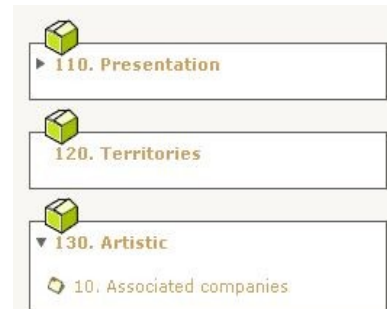 110. Presentation
120. Territories
130. Artistic
10. Associated companies